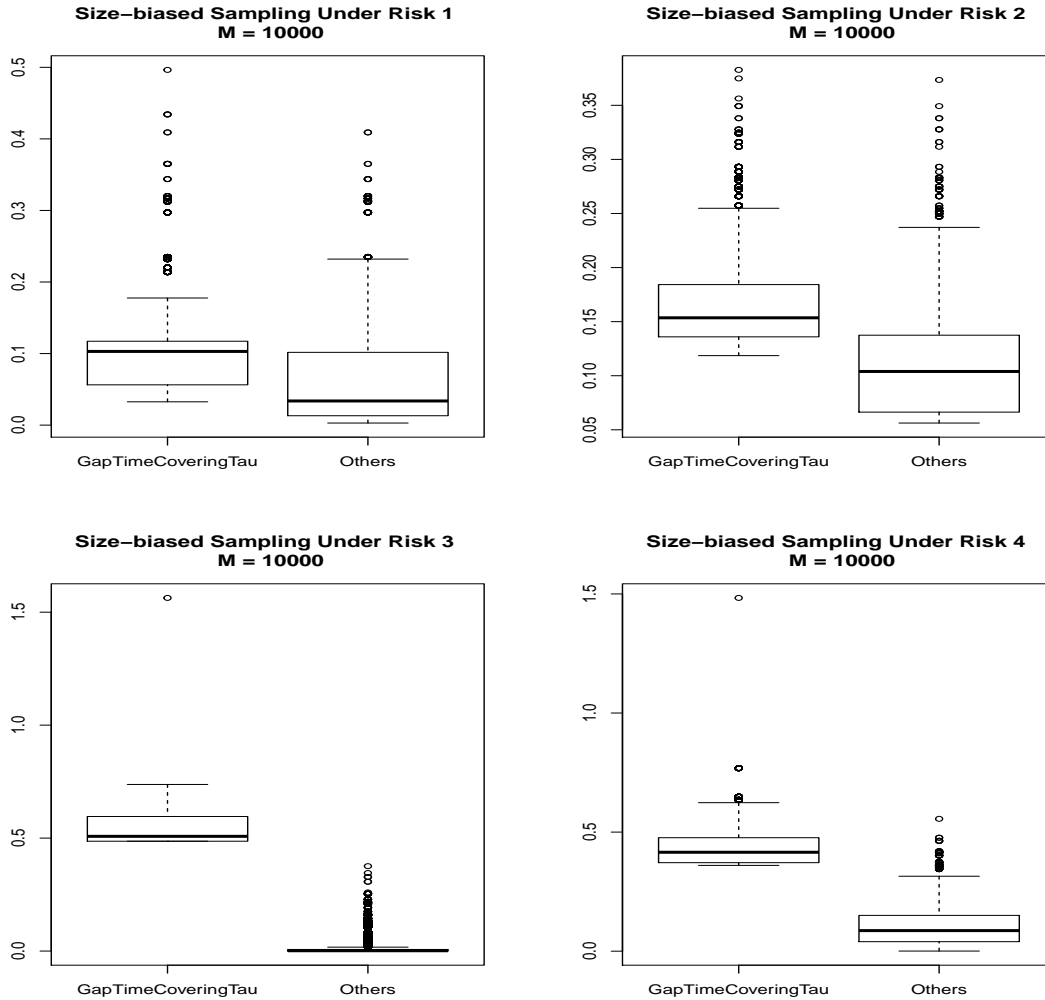 Size−biased Sampling Under Risk 1
M = 10000
0.5
0.4
0.3
0.2
0.1
0.0
GapTimeCoveringTau Others
Size−biased Sampling Under Risk 2
M = 10000
0.35
0.30
0.25
0.20
0.15
0.10
0.05
GapTimeCoveringTau Others
Size−biased Sampling Under Risk 3
M = 10000
1.5
1.0
0.5
0.0
GapTimeCoveringTau Others
Size−biased Sampling Under Risk 4
M = 10000
1.5
1.0
0.5
0.0
GapTimeCoveringTau Others